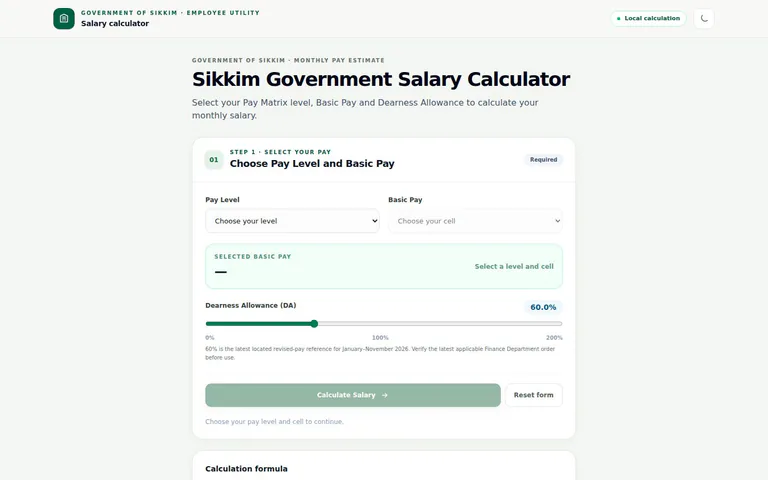 GOVERNMENT OF SIKKIM · EMPLOYEE UTILITY
Salary calculator
Local calculation
GOVERNMENT OF SIKKIM · MONTHLY PAY ESTIMATE
Sikkim Government Salary Calculator
Select your Pay Matrix level, Basic Pay and Dearness Allowance to calculate your
monthly salary.
01
STEP 1 · SELECT YOUR PAY
Choose Pay Level and Basic Pay
Required
Pay Level
Basic Pay
Choose your level
Choose your cell
SELECTED BASIC PAY
—
Select a level and cell
Dearness Allowance (DA)
60.0%
0%
100%
200%
60% is the latest located revised-pay reference for January–November 2026. Verify the latest applicable Finance Department order
before use.
Calculate Salary →
Reset form
Choose your pay level and cell to continue.
Calculation formula